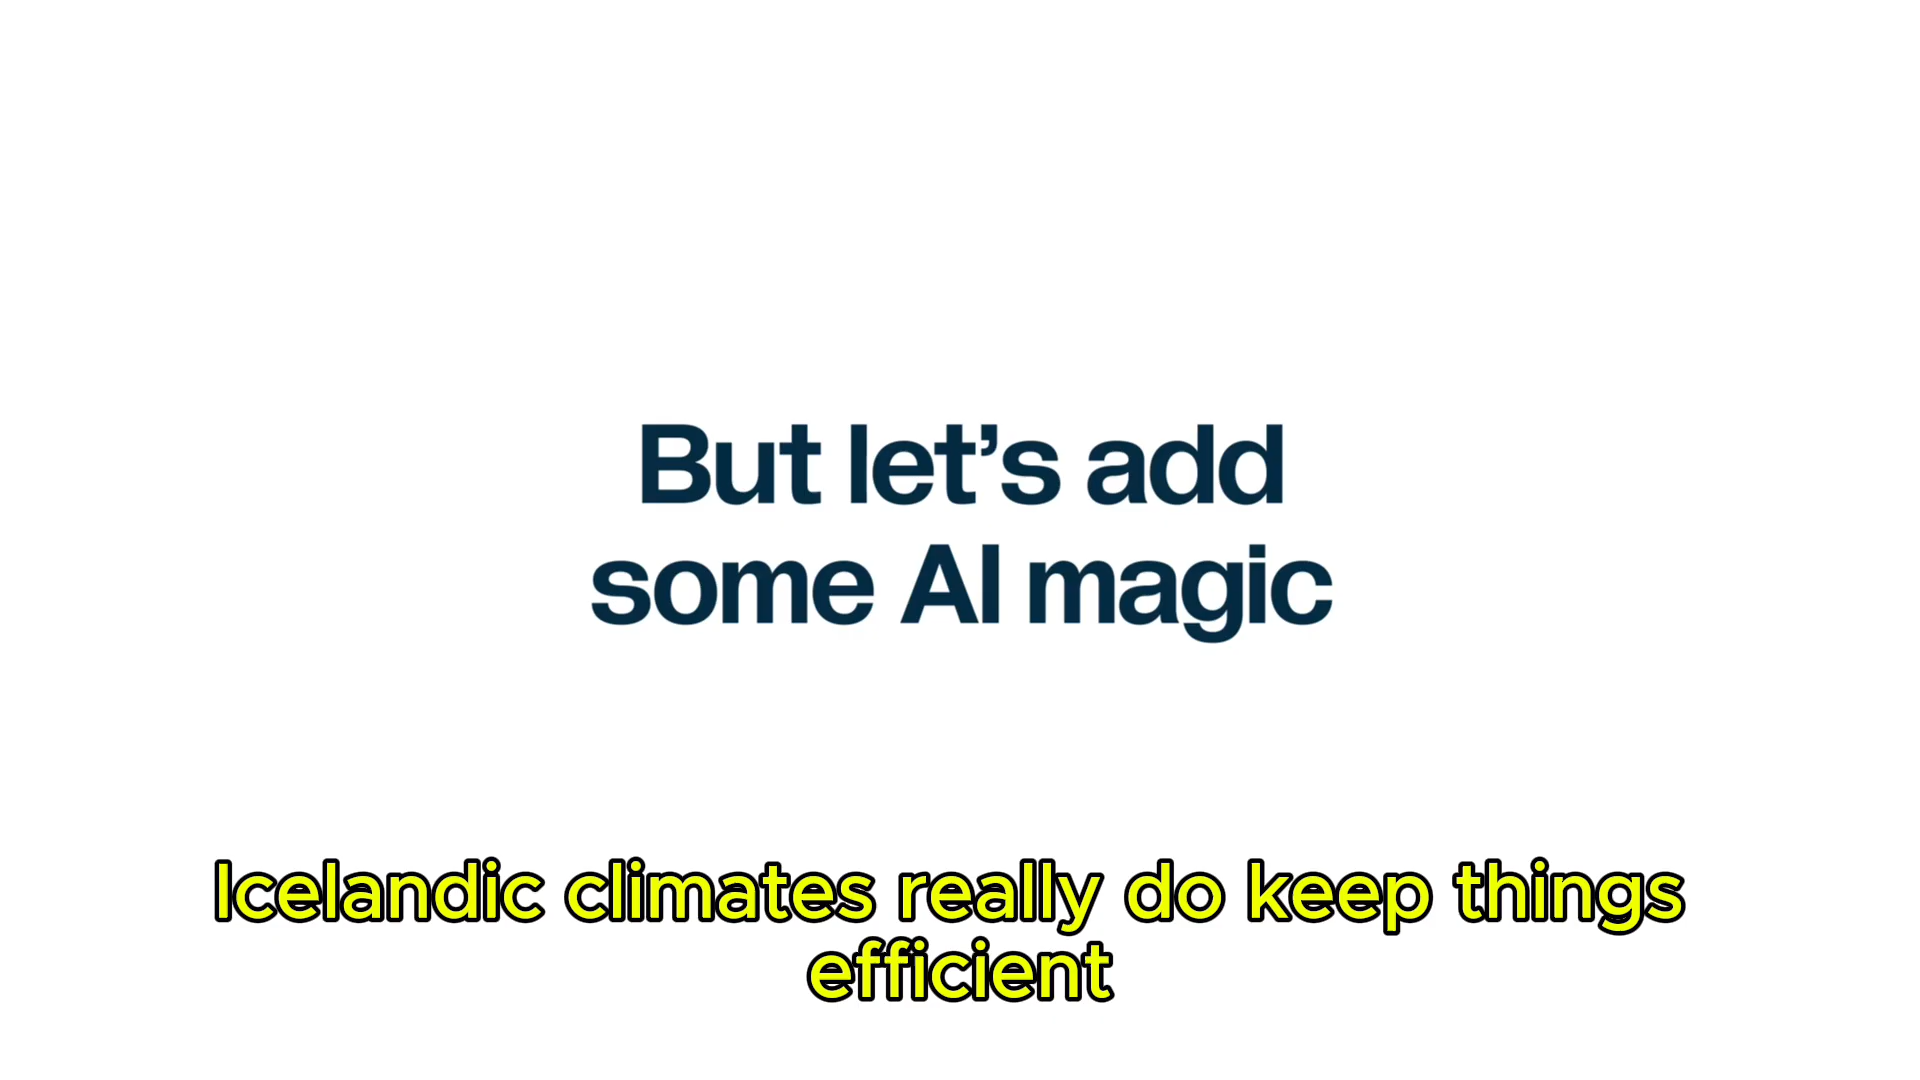 But let’s add
some AI magic
Icelandic climates really do keep things
efficient